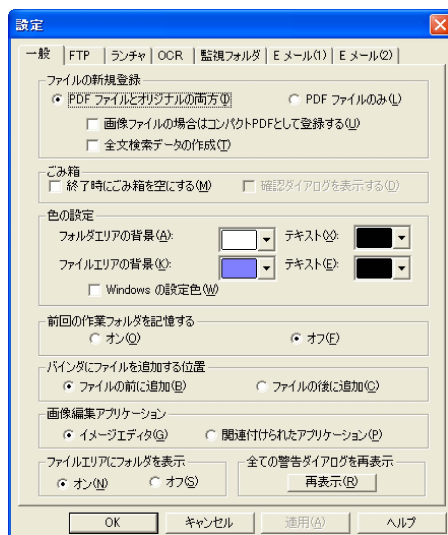 設定
一般 FTP ランチャ OCR 監視フォルダ E メール(1) E メール(2)
ファイルの新規登録
PDF ファイルとオリジナルの両方(I) PDF ファイルのみ(L)
画像ファイルの場合はコンパクトPDFとして登録する(U)
全文検索データの作成(T)
ごみ箱
終了時にごみ箱を空にする(M) 確認ダイアログを表示する(D)
色の設定
フォルダエリアの背景(A): テキスト(X):
ファイルエリアの背景(K): テキスト(E):
Windows の設定色(W)
前回の作業フォルダを記憶する
オン(O) オフ(F)
バインダにファイルを追加する位置
ファイルの前に追加(B) ファイルの後に追加(C)
画像編集アプリケーション
イメージエディタ(G) 関連付けられたアプリケーション(P)
ファイルエリアにフォルダを表示 全ての警告ダイアログを再表示
オン(N) オフ(S) 再表示(R)
OK キャンセル 適用(A) ヘルプ